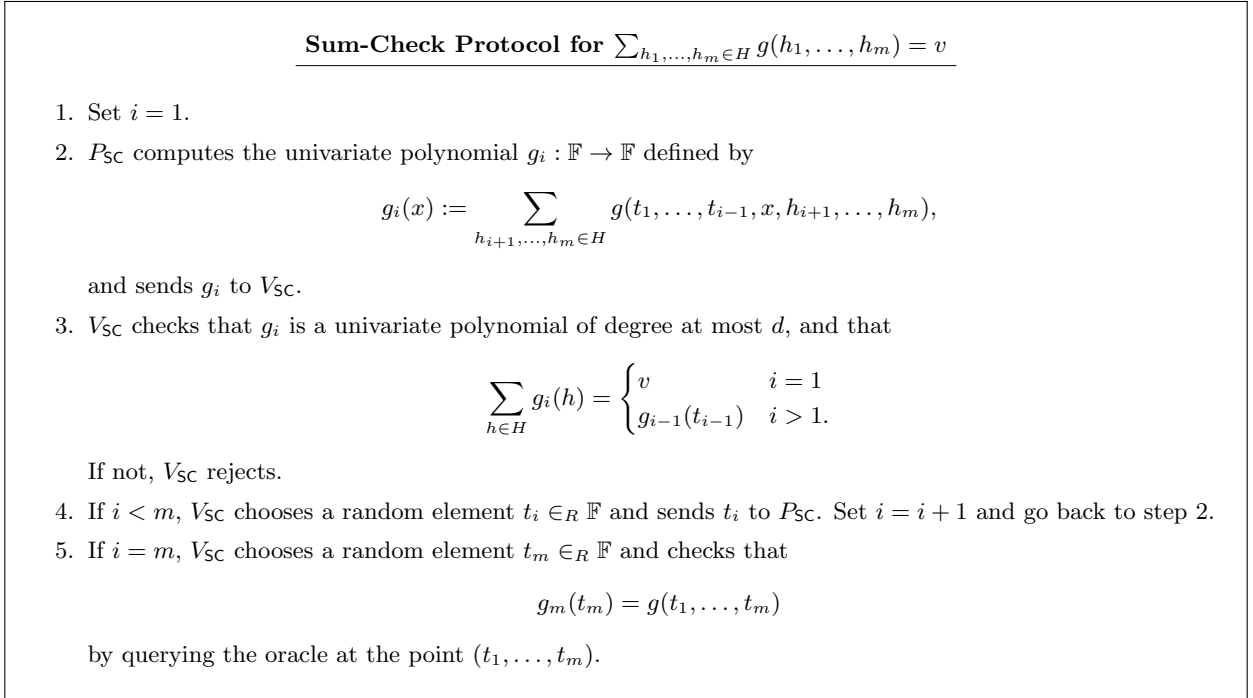 Sum-Check Protocol for ∑_{h₁,...,h_m∈H} g(h₁, . . . , h_m) = v
1. Set i = 1.
2. P_SC computes the univariate polynomial g_i : 𝔽 → 𝔽 defined by
g_i(x) := ∑_{h_{i+1},...,h_m∈H} g(t₁, . . . , t_{i−1}, x, h_{i+1}, . . . , h_m),
and sends g_i to V_SC.
3. V_SC checks that g_i is a univariate polynomial of degree at most d, and that
∑_{h∈H} g_i(h) = { v i = 1
g_{i−1}(t_{i−1}) i > 1.
If not, V_SC rejects.
4. If i < m, V_SC chooses a random element t_i ∈_R 𝔽 and sends t_i to P_SC. Set i = i + 1 and go back to step 2.
5. If i = m, V_SC chooses a random element t_m ∈_R 𝔽 and checks that
g_m(t_m) = g(t₁, . . . , t_m)
by querying the oracle at the point (t₁, . . . , t_m).